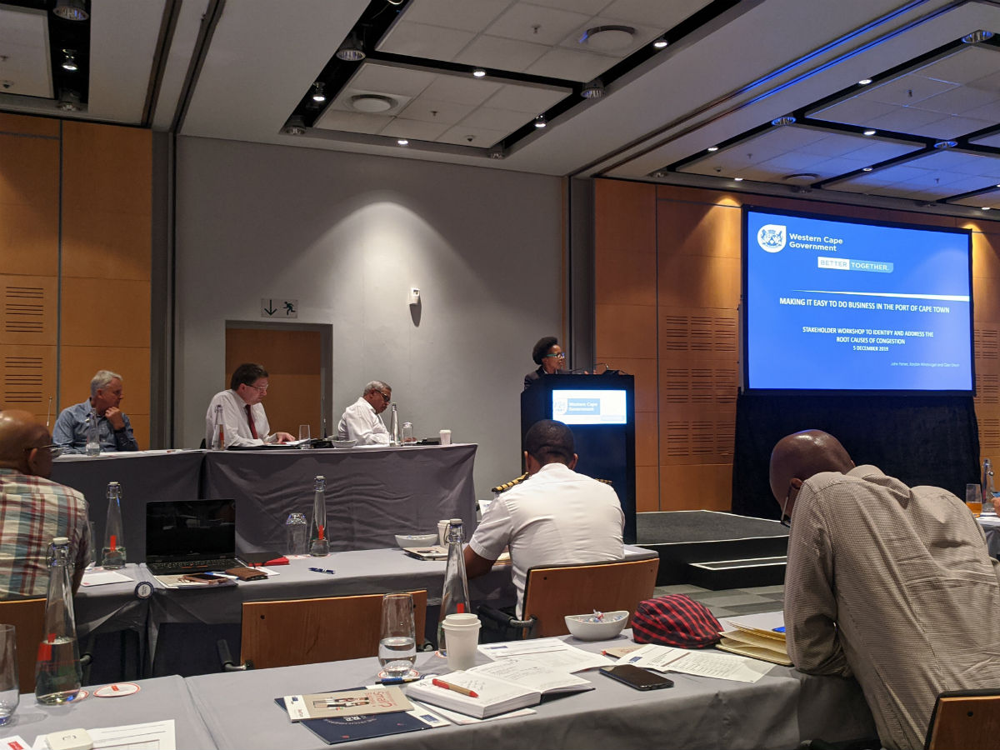 Western Cape
Government
BETTER TOGETHER.
MAKING IT EASY TO DO BUSINESS IN THE PORT OF CAPE TOWN
STAKEHOLDER WORKSHOP TO IDENTIFY AND ADDRESS THE
ROOT CAUSES OF CONGESTION
5 DECEMBER 2019
Western Cape
Government